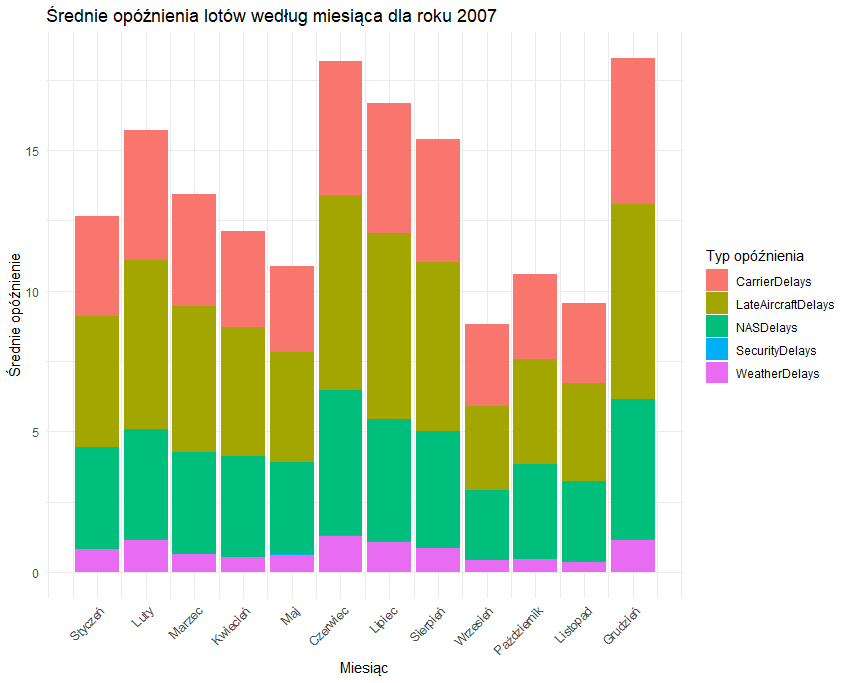 Średnie opóźnienia lotów według miesiąca dla roku 2007
Średnie opóźnienie
15
10
5
0
Styczeń
Luty
Marzec
Kwiecień
Maj
Czerwiec
Lipiec
Sierpień
Wrzesień
Październik
Listopad
Grudzień
Miesiąc
Typ opóźnienia
CarrierDelays
LateAircraftDelays
NASDelays
SecurityDelays
WeatherDelays